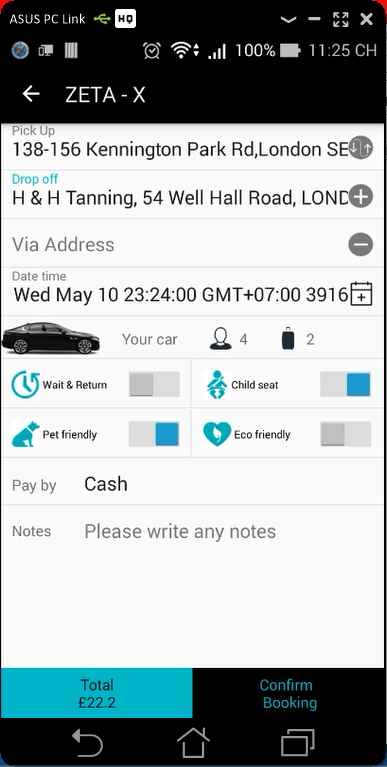 ASUS PC Link HQ
100% 11:25 CH
ZETA - X
Pick Up
138-156 Kennington Park Rd,London SE
Drop off
H & H Tanning, 54 Well Hall Road, LOND
Via Address
Date time
Wed May 10 23:24:00 GMT+07:00 3916
Your car 4 2
Wait & Return Child seat
Pet friendly Eco friendly
Pay by Cash
Notes Please write any notes
Total
£22.2
Confirm
Booking